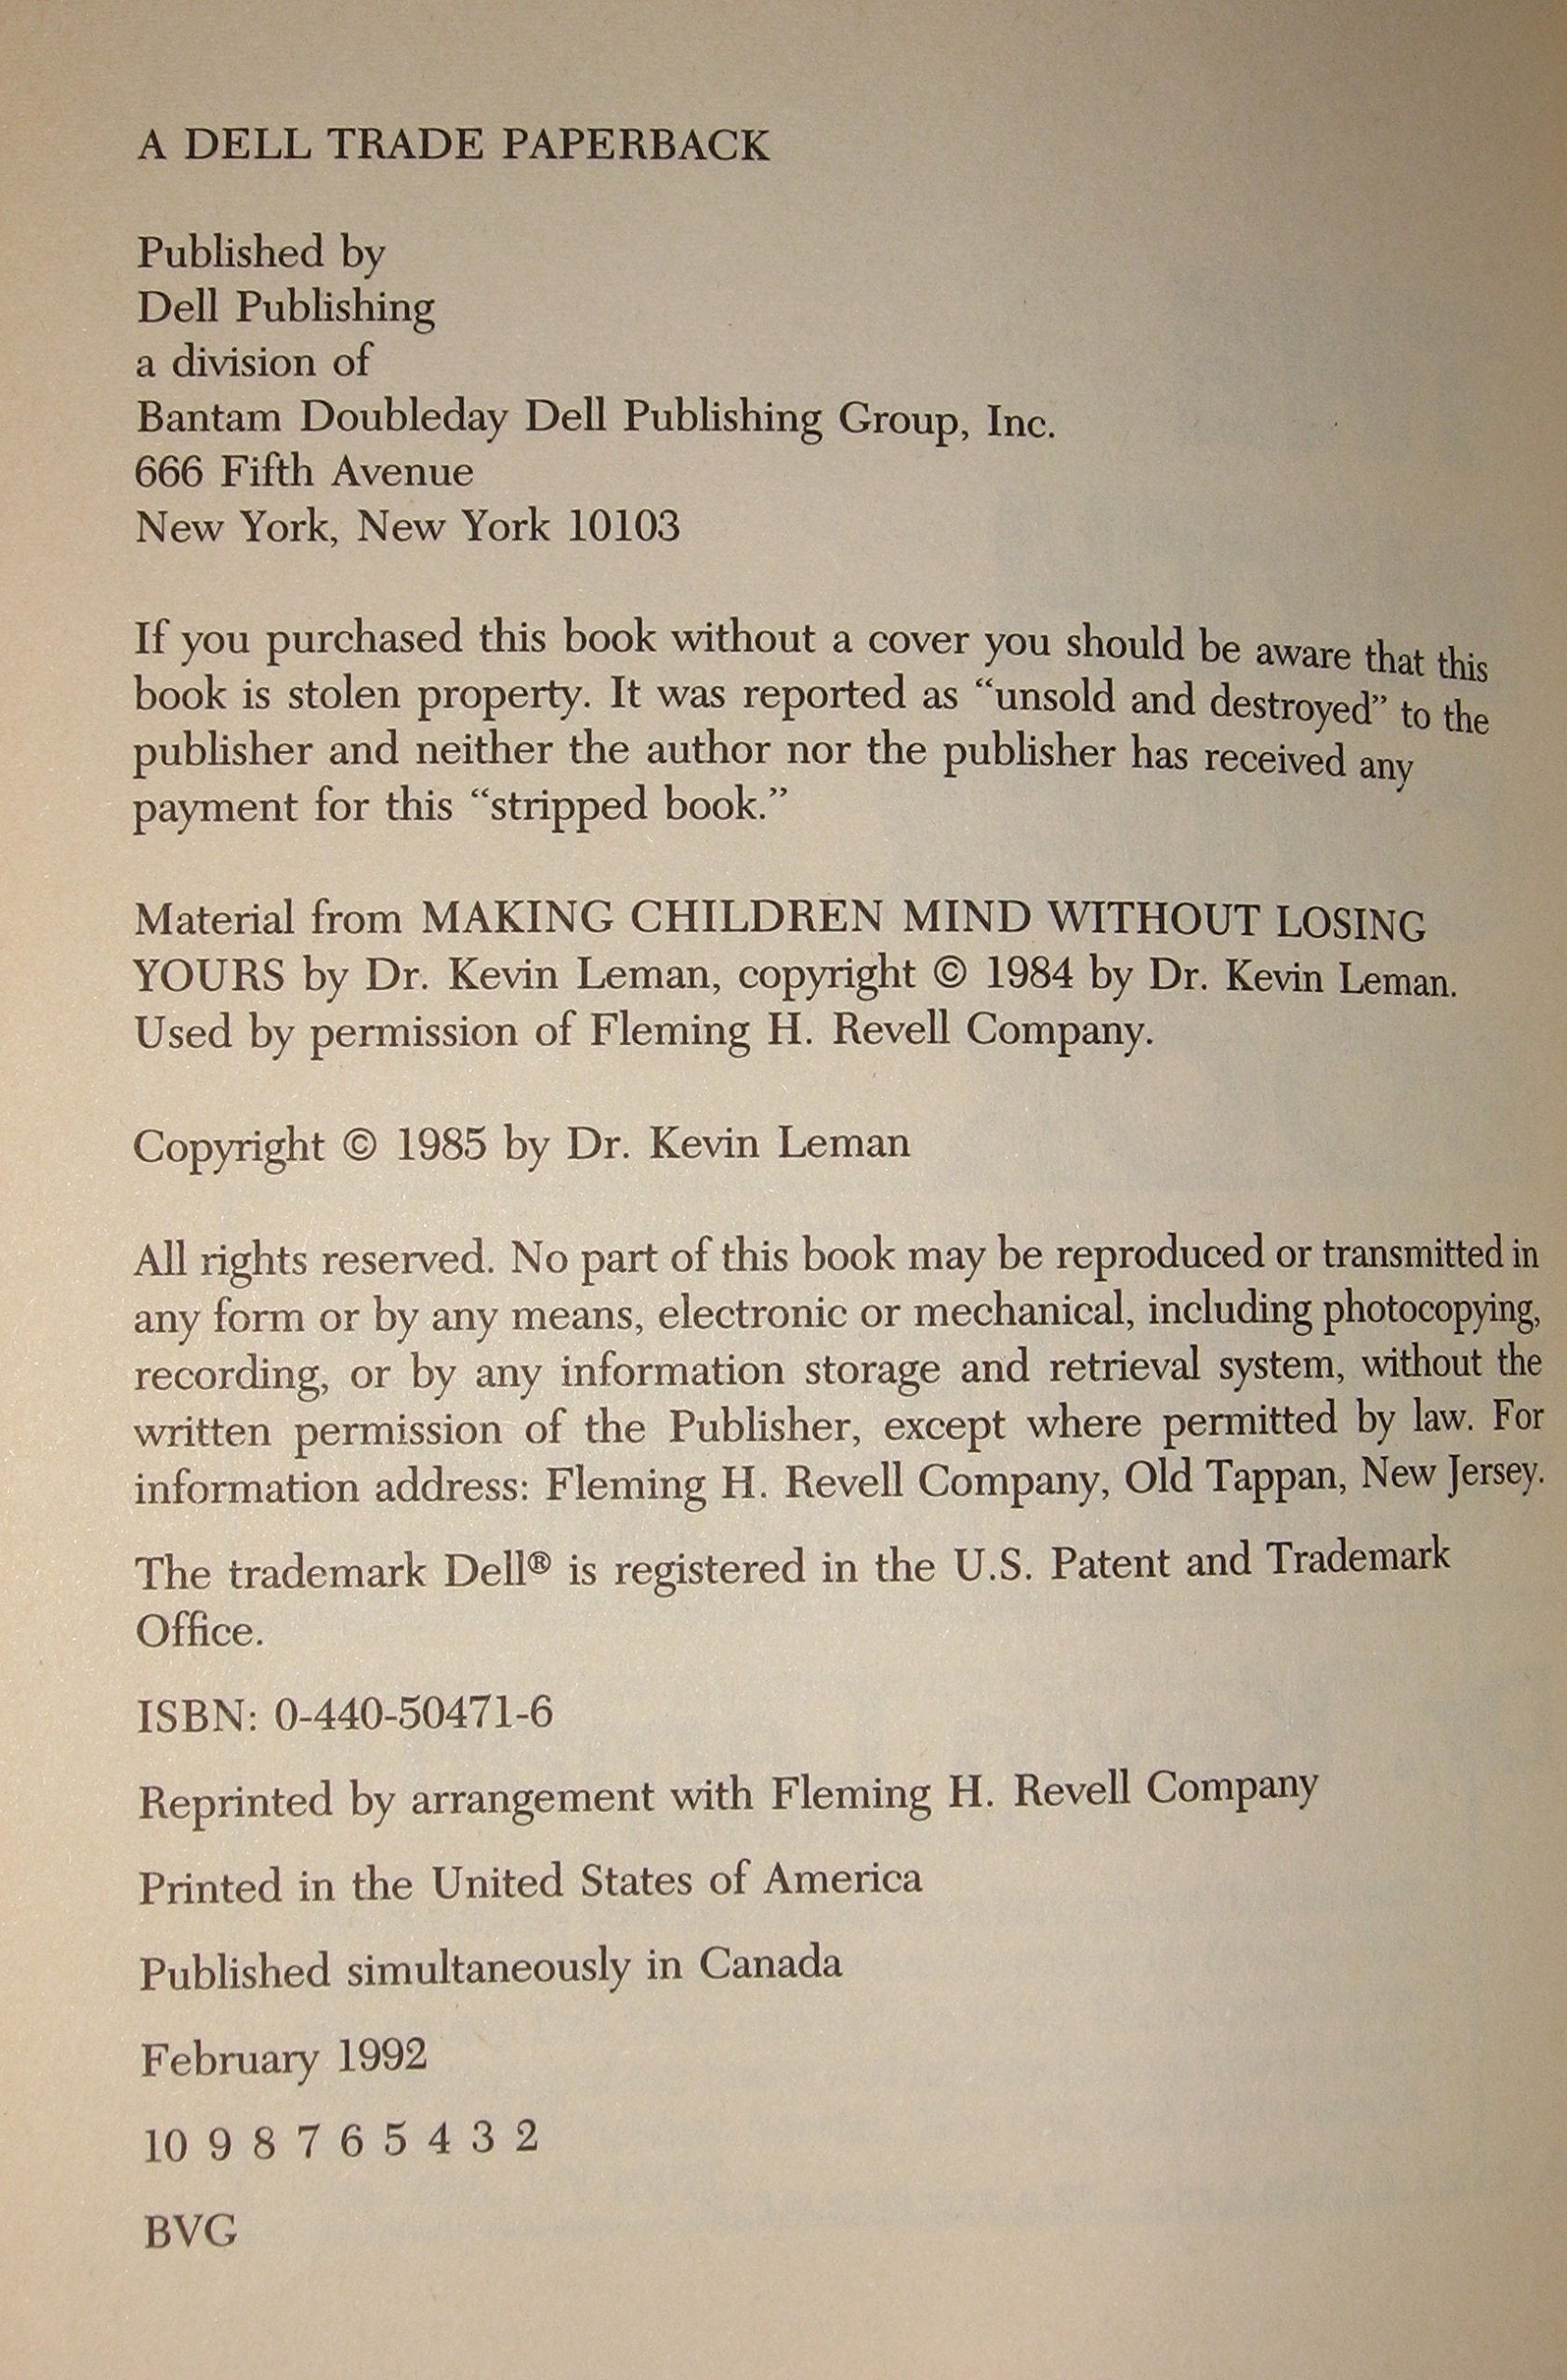 A DELL TRADE PAPERBACK
Published by
Dell Publishing
a division of
Bantam Doubleday Dell Publishing Group, Inc.
666 Fifth Avenue
New York, New York 10103
If you purchased this book without a cover you should be aware that this
book is stolen property. It was reported as “unsold and destroyed” to the
publisher and neither the author nor the publisher has received any
payment for this “stripped book.”
Material from MAKING CHILDREN MIND WITHOUT LOSING
YOURS by Dr. Kevin Leman, copyright © 1984 by Dr. Kevin Leman.
Used by permission of Fleming H. Revell Company.
Copyright © 1985 by Dr. Kevin Leman
All rights reserved. No part of this book may be reproduced or transmitted in
any form or by any means, electronic or mechanical, including photocopying,
recording, or by any information storage and retrieval system, without the
written permission of the Publisher, except where permitted by law. For
information address: Fleming H. Revell Company, Old Tappan, New Jersey.
The trademark Dell® is registered in the U.S. Patent and Trademark
Office.
ISBN: 0-440-50471-6
Reprinted by arrangement with Fleming H. Revell Company
Printed in the United States of America
Published simultaneously in Canada
February 1992
10 9 8 7 6 5 4 3 2
BVG